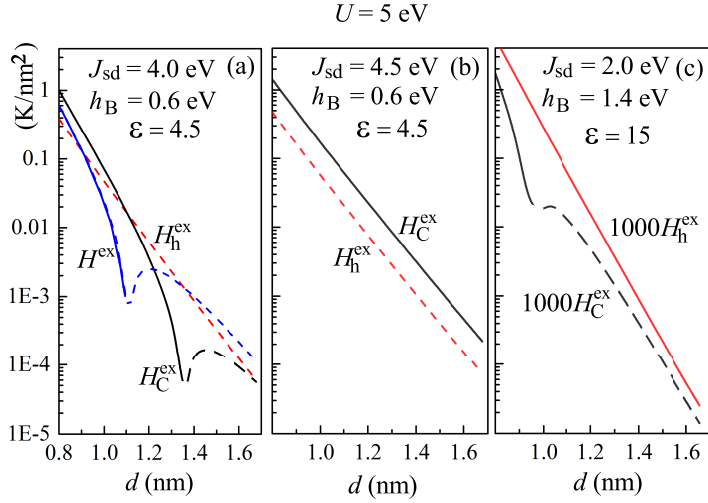 U = 5 eV
(K/nm²)
J_sd = 4.0 eV (a)
h_B = 0.6 eV
ε = 4.5
H^ex
H_h^ex
H_C^ex
1
0.1
0.01
1E-3
1E-4
1E-5
0.8 1.0 1.2 1.4 1.6
d (nm)
J_sd = 4.5 eV (b)
h_B = 0.6 eV
ε = 4.5
H_C^ex
H_h^ex
1.0 1.2 1.4 1.6
d (nm)
J_sd = 2.0 eV (c)
h_B = 1.4 eV
ε = 15
1000H_h^ex
1000H_C^ex
1.0 1.2 1.4 1.6
d (nm)